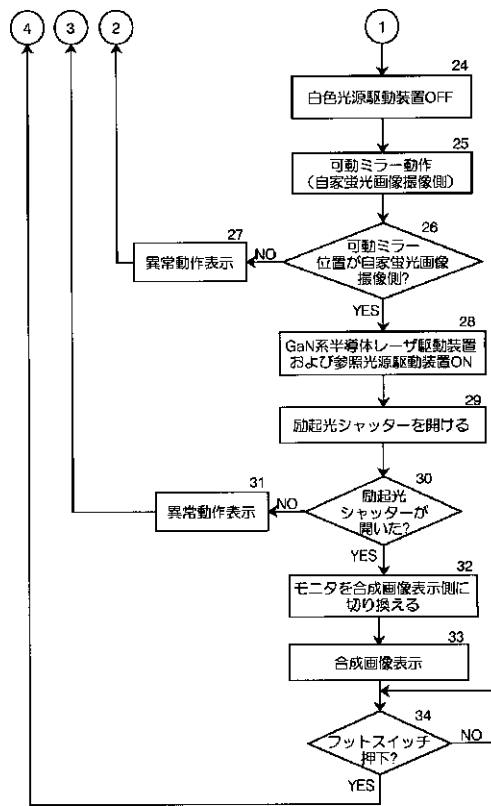 4
3
2
1
24
白色光源駆動装置OFF
25
可動ミラー動作
(自家蛍光画像撮像側)
26
可動ミラー
位置が自家蛍光画像
撮像側?
NO
27
異常動作表示
YES
28
GaN系半導体レーザ駆動装置
および参照光源駆動装置ON
29
励起光シャッターを開ける
30
励起光
シャッターが
開いた?
NO
31
異常動作表示
YES
32
モニタを合成画像表示側に
切り換える
33
合成画像表示
34
フットスイッチ
押下?
NO
YES